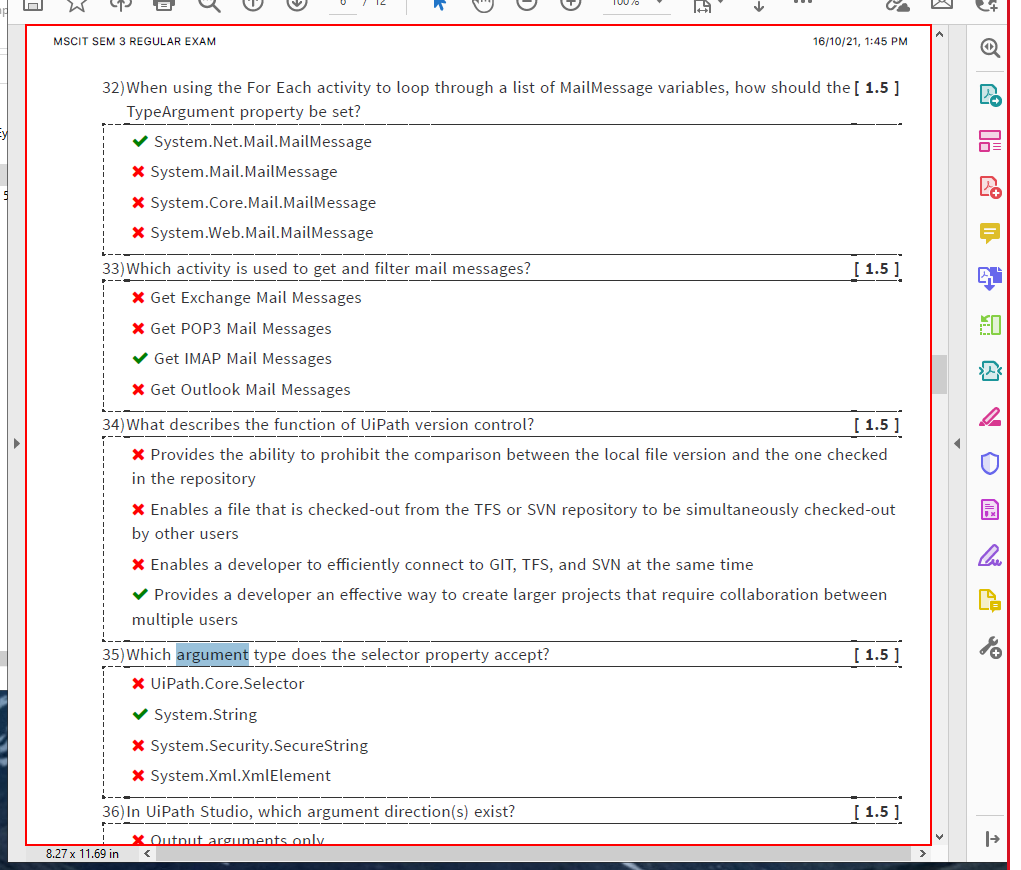 6 / 12
100%
MSCIT SEM 3 REGULAR EXAM
16/10/21, 1:45 PM
32)When using the For Each activity to loop through a list of MailMessage variables, how should the [ 1.5 ]
TypeArgument property be set?
System.Net.Mail.MailMessage
System.Mail.MailMessage
System.Core.Mail.MailMessage
System.Web.Mail.MailMessage
33)Which activity is used to get and filter mail messages? [ 1.5 ]
Get Exchange Mail Messages
Get POP3 Mail Messages
Get IMAP Mail Messages
Get Outlook Mail Messages
34)What describes the function of UiPath version control? [ 1.5 ]
Provides the ability to prohibit the comparison between the local file version and the one checked
in the repository
Enables a file that is checked-out from the TFS or SVN repository to be simultaneously checked-out
by other users
Enables a developer to efficiently connect to GIT, TFS, and SVN at the same time
Provides a developer an effective way to create larger projects that require collaboration between
multiple users
35)Which argument type does the selector property accept? [ 1.5 ]
UiPath.Core.Selector
System.String
System.Security.SecureString
System.Xml.XmlElement
36)In UiPath Studio, which argument direction(s) exist? [ 1.5 ]
Output arguments only
8.27 x 11.69 in